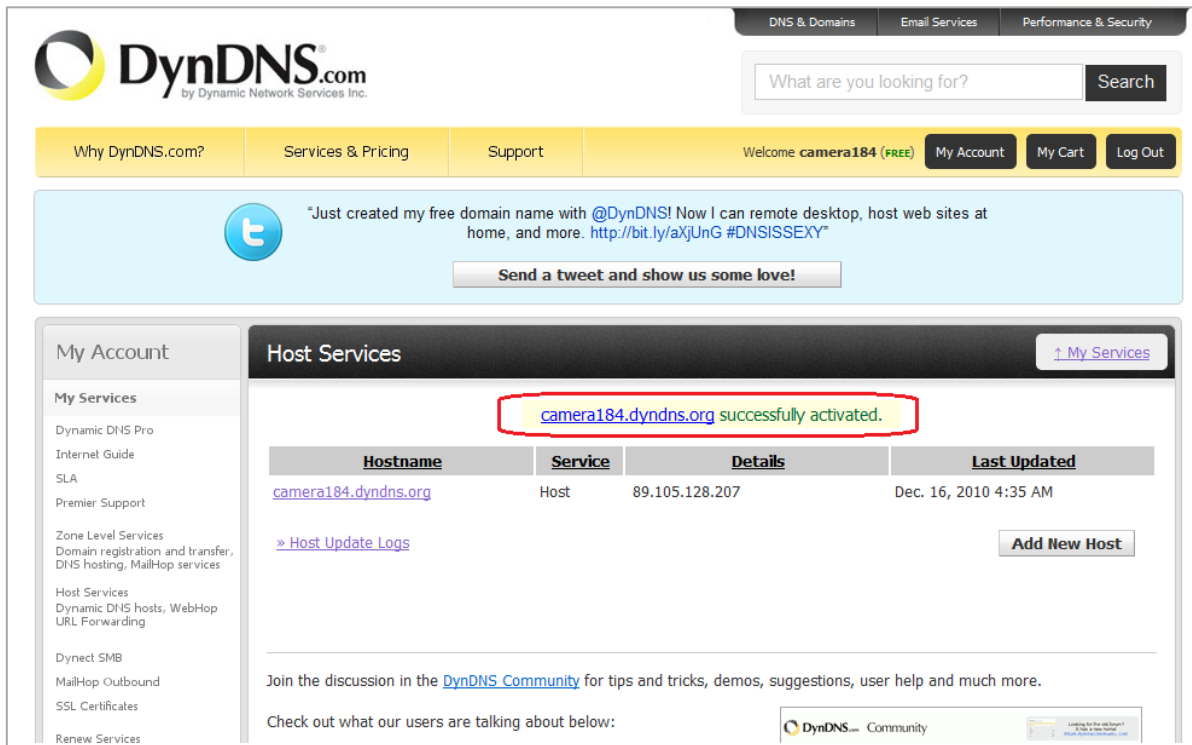 DNS & Domains Email Services Performance & Security
DynDNS.com
by Dynamic Network Services Inc.
What are you looking for? Search
Why DynDNS.com? Services & Pricing Support Welcome camera184 (FREE) My Account My Cart Log Out
“Just created my free domain name with @DynDNS! Now I can remote desktop, host web sites at
home, and more. http://bit.ly/aXjUnG #DNSISSEXY”
Send a tweet and show us some love!
My Account
My Services
Dynamic DNS Pro
Internet Guide
SLA
Premier Support
Zone Level Services
Domain registration and transfer,
DNS hosting, MailHop services
Host Services
Dynamic DNS hosts, WebHop
URL Forwarding
Dynect SMB
MailHop Outbound
SSL Certificates
Renew Services
Host Services ↑ My Services
camera184.dyndns.org successfully activated.
Hostname Service Details Last Updated
camera184.dyndns.org Host 89.105.128.207 Dec. 16, 2010 4:35 AM
» Host Update Logs Add New Host
Join the discussion in the DynDNS Community for tips and tricks, demos, suggestions, user help and much more.
Check out what our users are talking about below:
DynDNS.com Community